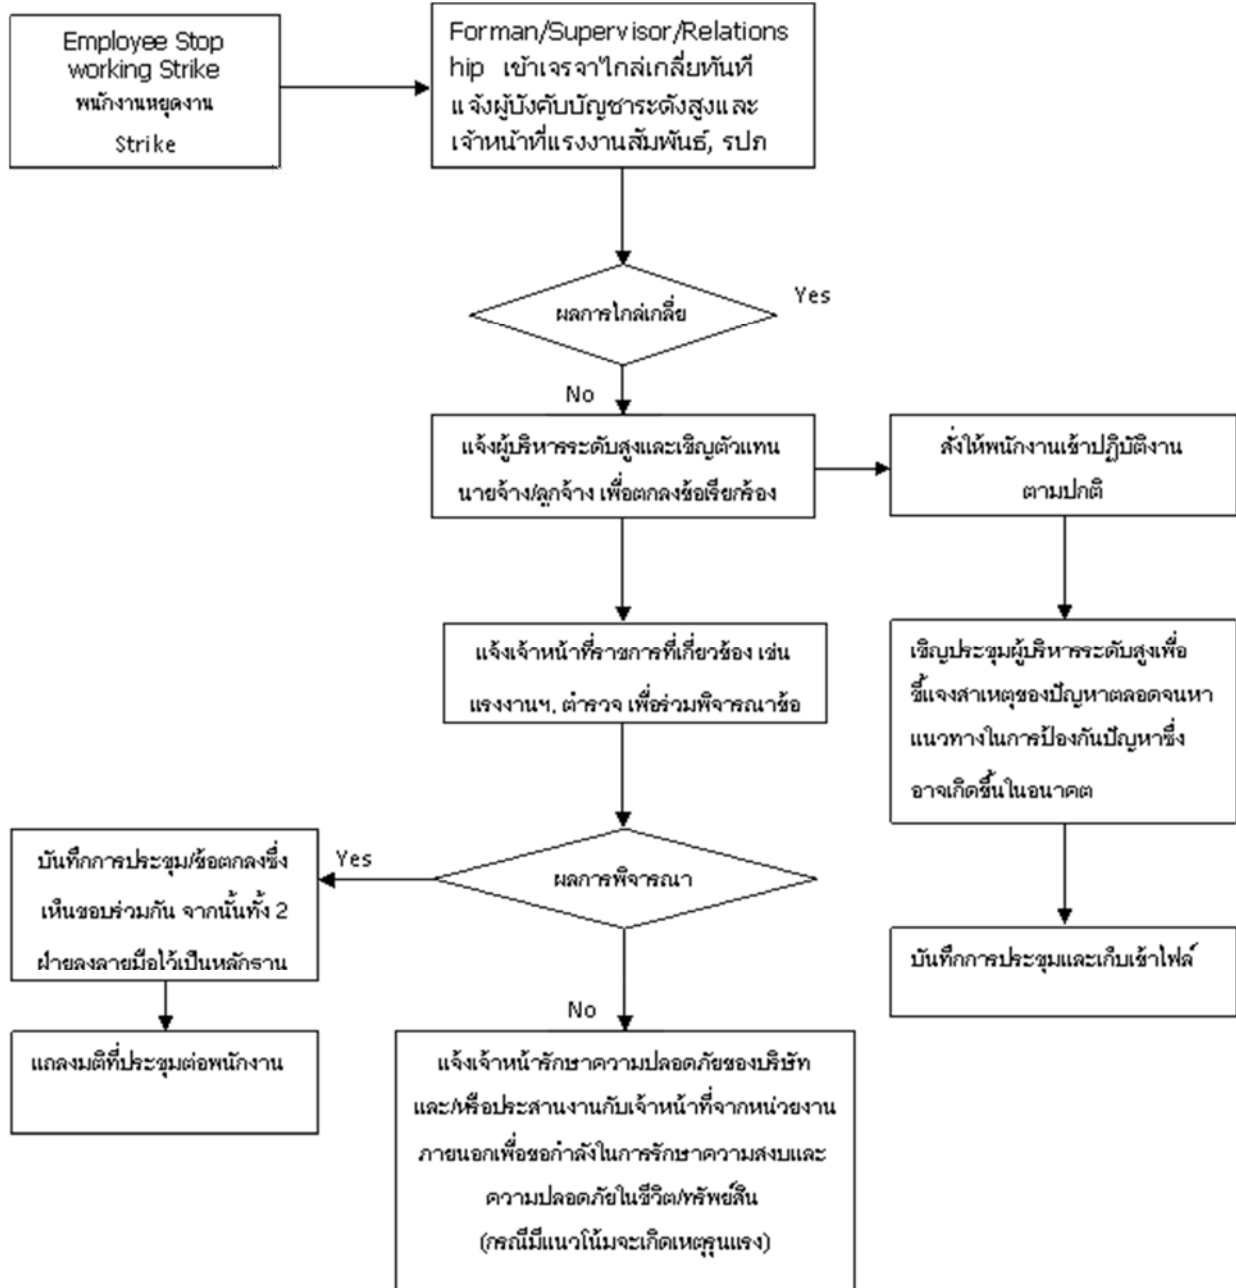 Employee Stop
working Strike
พนักงานหยุดงาน
Strike
Forman/Supervisor/Relations
hip เข้าเจรจาไกล่เกลี่ยทันที
แจ้งผู้บังคับบัญชาระดังสูงและ
เจ้าหน้าที่แรงงานสัมพันธ์, รปภ
ผลการไกล่เกลี่ย
Yes
No
แจ้งผู้บริหารระดับสูงและเชิญตัวแทน
นายจ้าง/ลูกจ้าง เพื่อตกลงข้อเรียกร้อง
สั่งให้พนักงานเข้าปฏิบัติงาน
ตามปกติ
แจ้งเจ้าหน้าที่ราชการที่เกี่ยวข้อง เช่น
แรงงานฯ, ตำรวจ เพื่อร่วมพิจารณาข้อ
เชิญประชุมผู้บริหารระดับสูงเพื่อ
ชี้แจงสาเหตุของปัญหาตลอดจนหา
แนวทางในการป้องกันปัญหาซึ่ง
อาจเกิดขึ้นในอนาคต
บันทึกการประชุม/ข้อตกลงซึ่ง
เห็นชอบร่วมกัน จากนั้นทั้ง 2
ฝ่ายลงลายมือไว้เป็นหลักฐาน
Yes
ผลการพิจารณา
บันทึกการประชุมและเก็บเข้าไฟล์
No
แถลงมติที่ประชุมต่อพนักงาน
แจ้งเจ้าหน้ารักษาความปลอดภัยของบริษัท
และ/หรือประสานงานกับเจ้าหน้าที่จากหน่วยงาน
ภายนอกเพื่อขอกำลังในการรักษาความสงบและ
ความปลอดภัยในชีวิต/ทรัพย์สิน
(กรณีมีแนวโน้มจะเกิดเหตุรุนแรง)